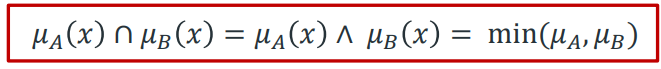 μ_A(x) ∩ μ_B(x) = μ_A(x) ∧ μ_B(x) = min(μ_A, μ_B)